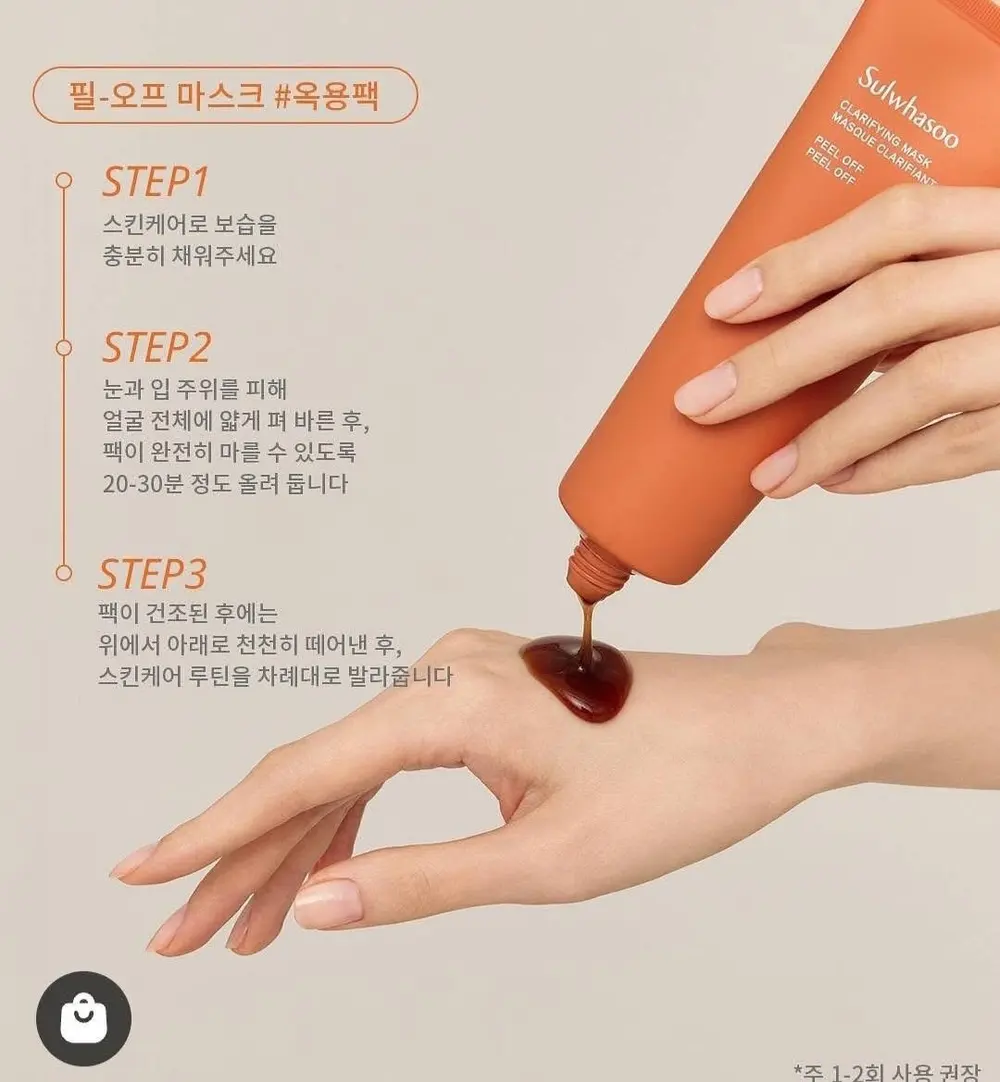 필-오프 마스크 #옥용팩
Sulwhasoo
CLARIFYING MASK
MASQUE CLARIFIANT
PEEL OFF
PEEL OFF
STEP1
스킨케어로 보습을
충분히 채워주세요
STEP2
눈과 입 주위를 피해
얼굴 전체에 얇게 펴 바른 후,
팩이 완전히 마를 수 있도록
20-30분 정도 올려 둡니다
STEP3
팩이 건조된 후에는
위에서 아래로 천천히 떼어낸 후,
스킨케어 루틴을 차례대로 발라줍니다
*주 1-2회 사용 권장